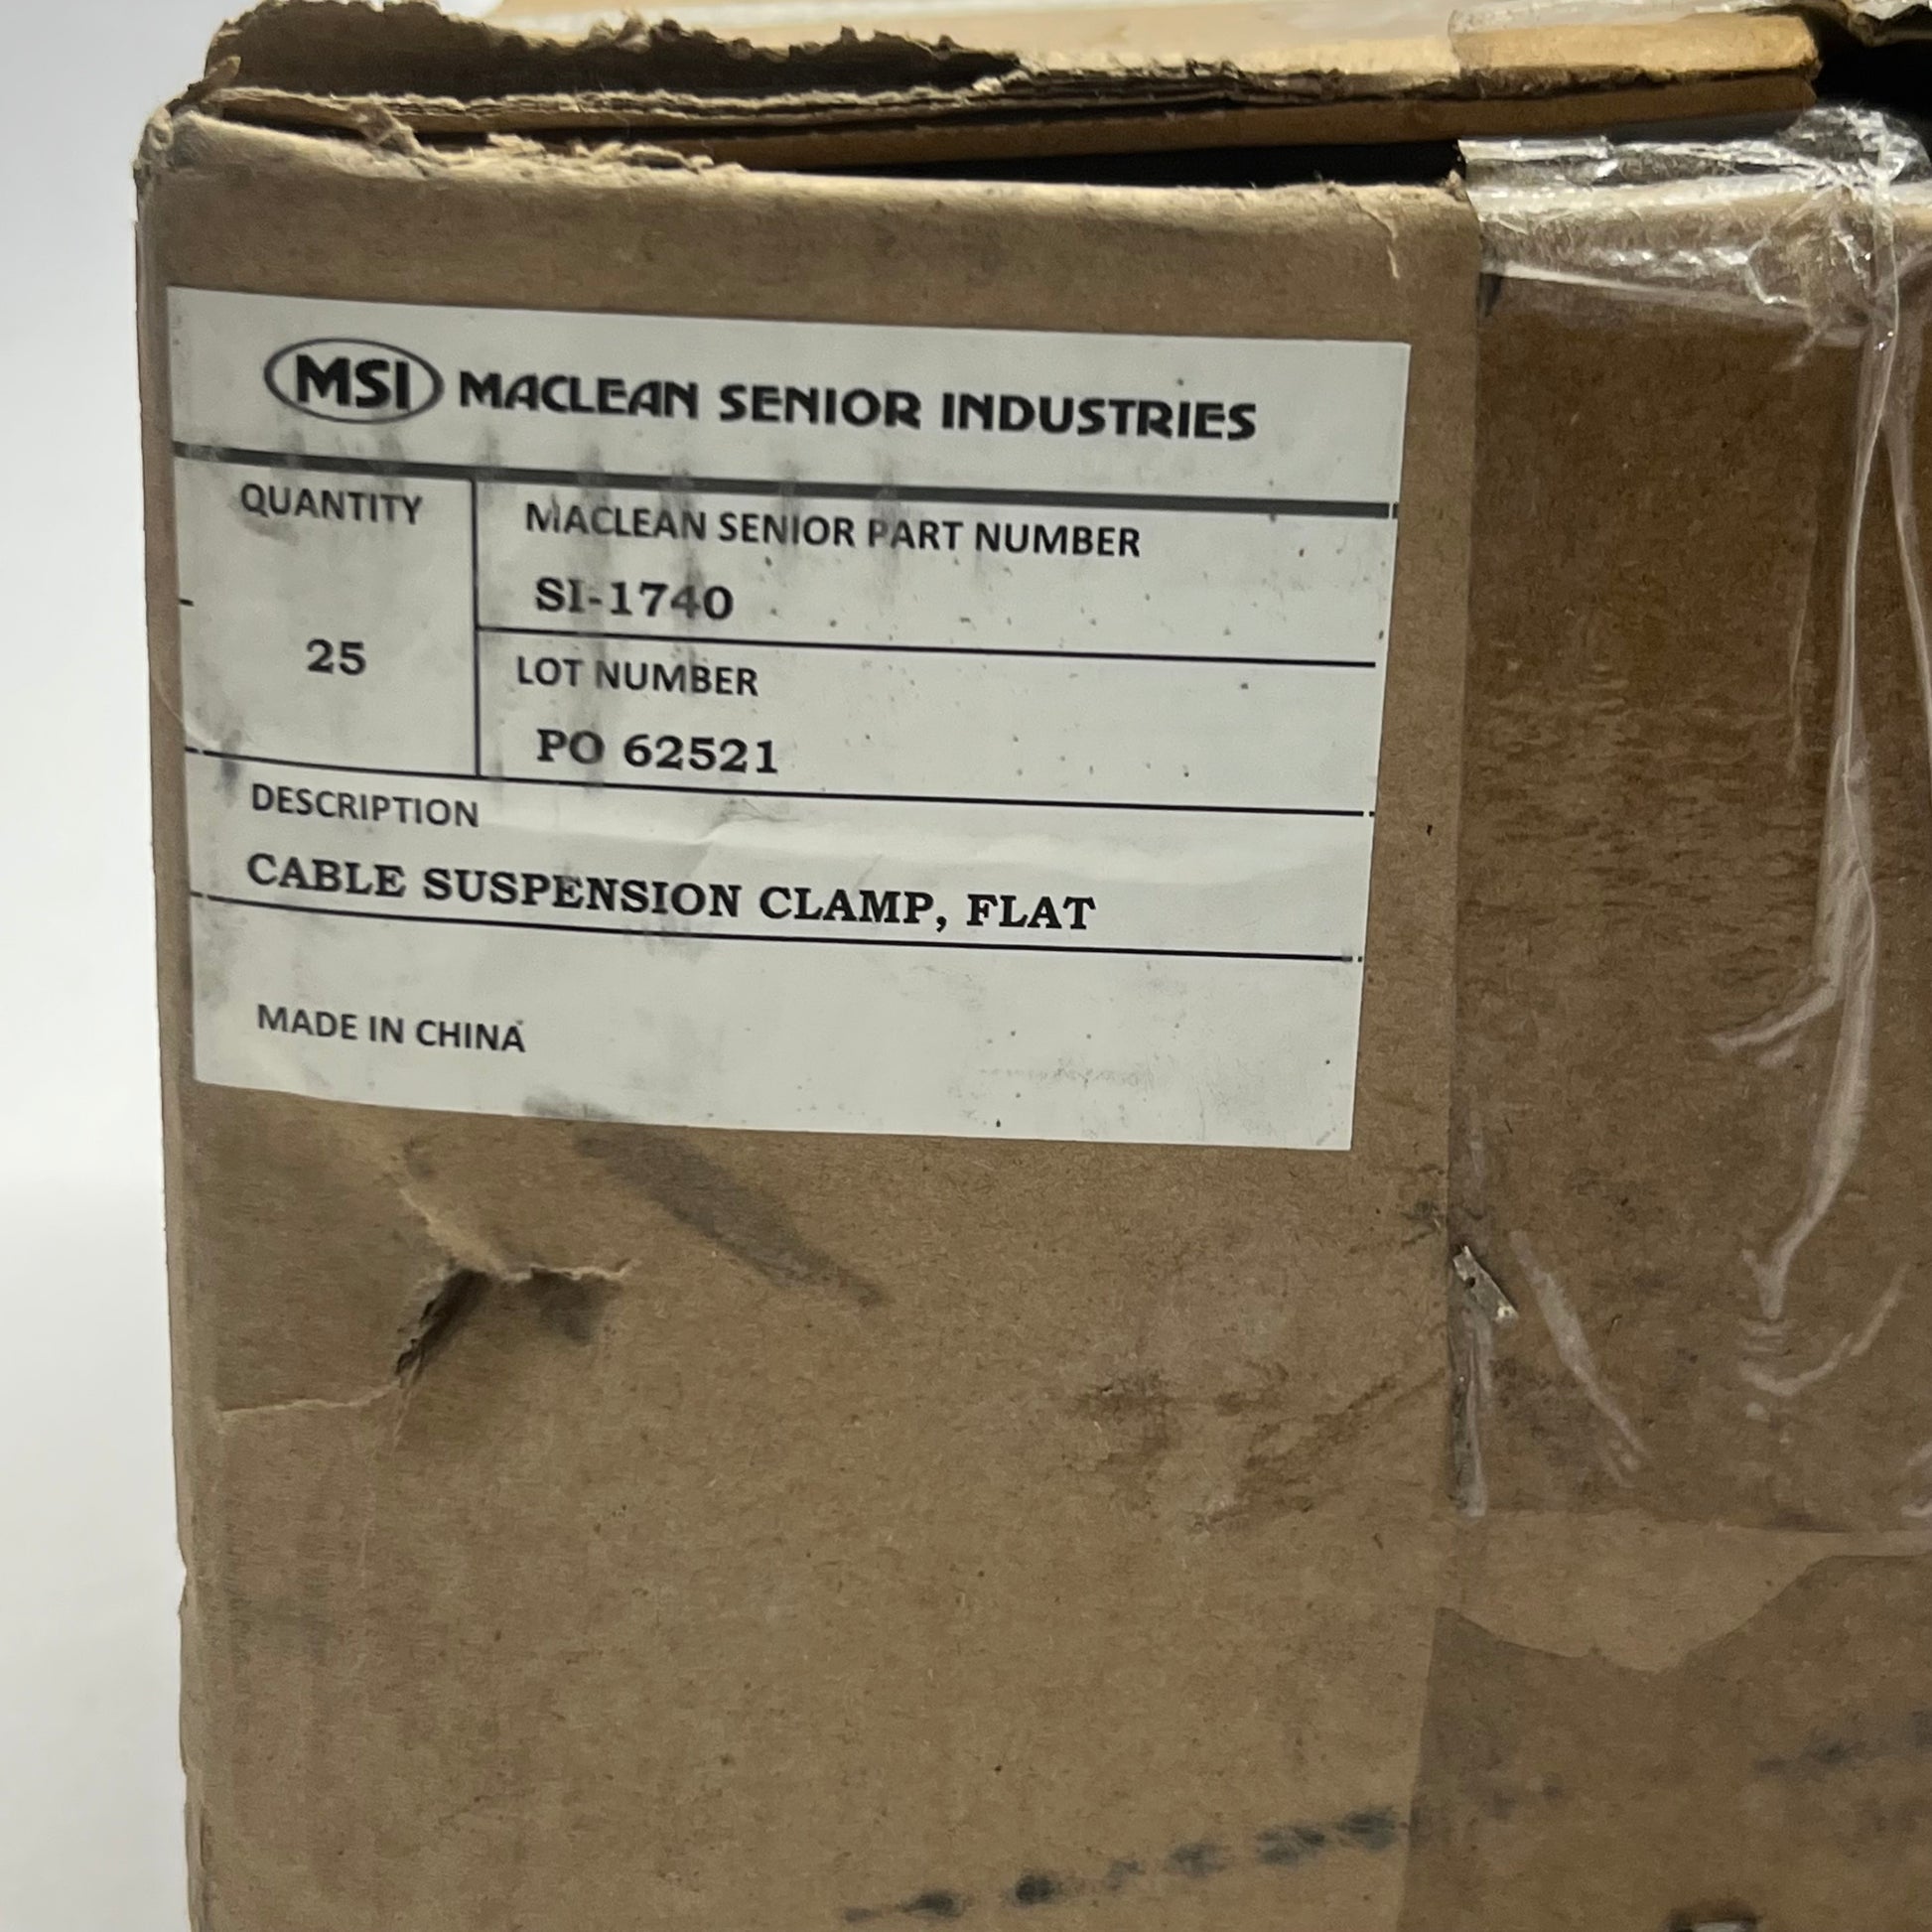 MSI MACLEAN SENIOR INDUSTRIES
QUANTITY
25
MACLEAN SENIOR PART NUMBER
SI-1740
LOT NUMBER
PO 62521
DESCRIPTION
CABLE SUSPENSION CLAMP, FLAT
MADE IN CHINA